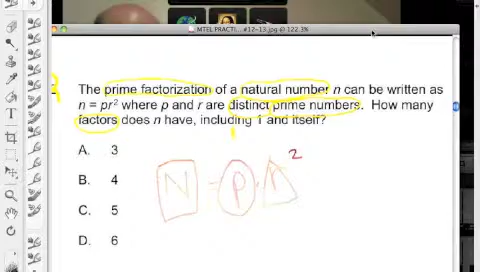 MTEL PRACTI #12-13.jpg @ 122.3%
The prime factorization of a natural number n can be written as
n = pr² where p and r are distinct prime numbers. How many
factors does n have, including 1 and itself?
A. 3
B. 4
C. 5
D. 6
N = p · r²